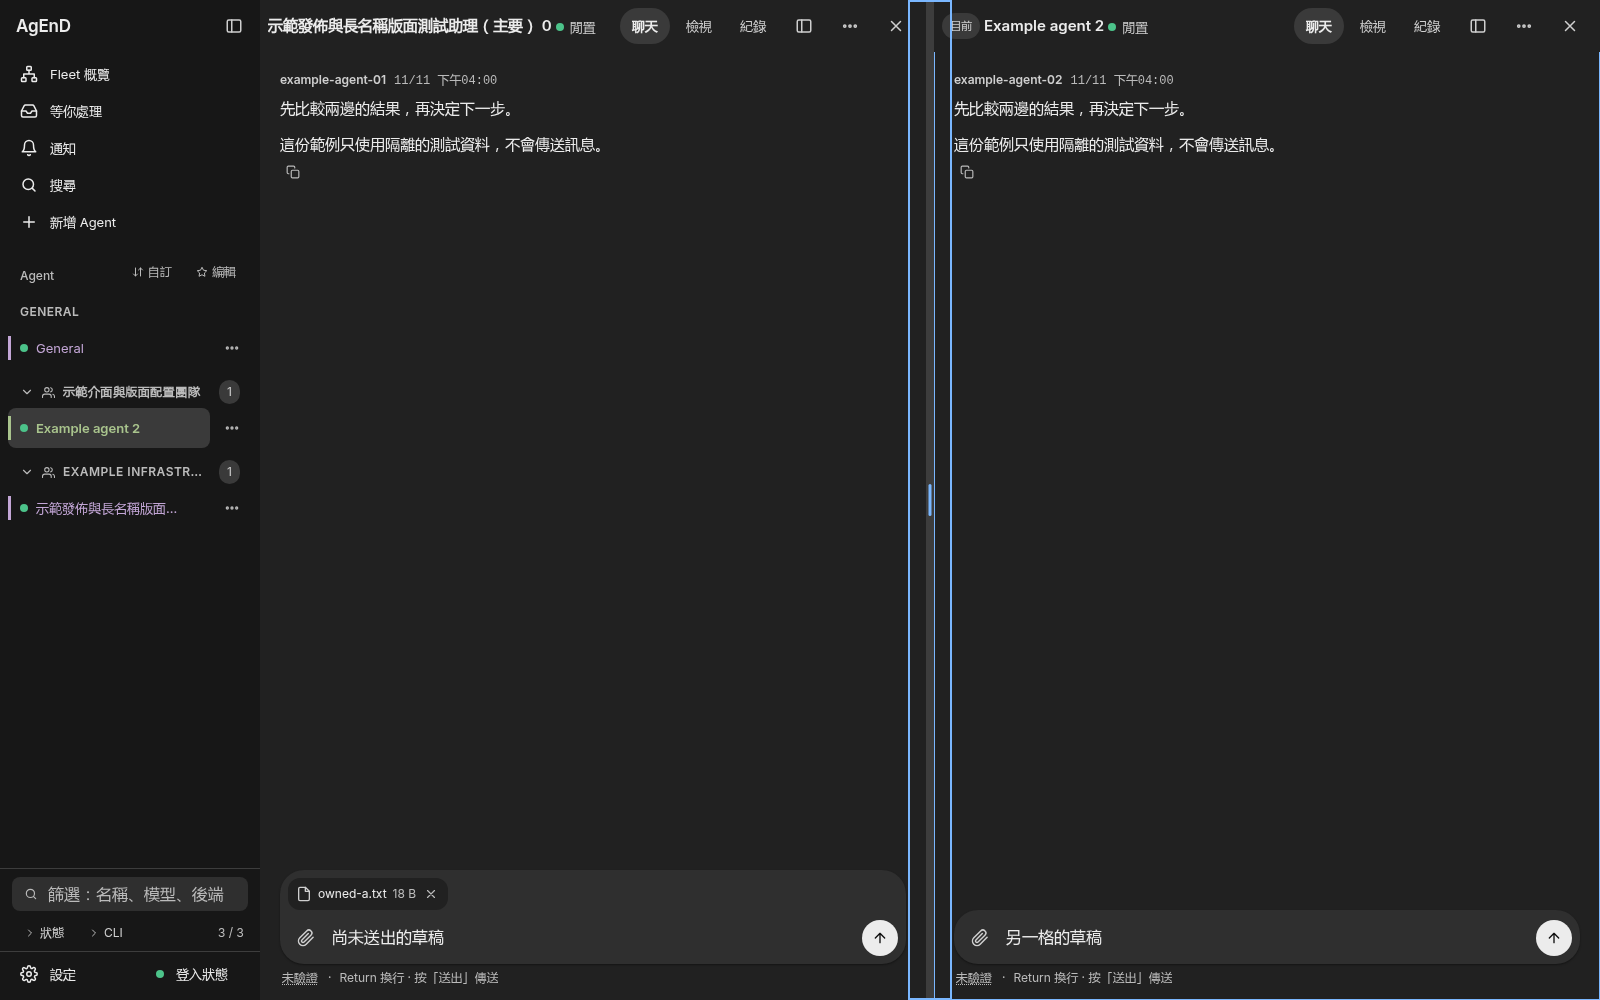 AgEnD
Fleet 概覽
等你處理
通知
搜尋
新增 Agent
Agent
自訂
編輯
GENERAL
General
示範介面與版面配置團隊
1
Example agent 2
EXAMPLE INFRASTR...
1
示範發佈與長名稱版面...
篩選：名稱、模型、後端
狀態
CLI
3 / 3
設定
登入狀態
示範發佈與長名稱版面測試助理（主要）0
閒置
聊天
檢視
紀錄
example-agent-01 11/11 下午04:00
先比較兩邊的結果，再決定下一步。
這份範例只使用隔離的測試資料，不會傳送訊息。
owned-a.txt 18 B
尚未送出的草稿
未驗證 · Return 換行 · 按「送出」傳送
目前
Example agent 2
閒置
聊天
檢視
紀錄
example-agent-02 11/11 下午04:00
先比較兩邊的結果，再決定下一步。
這份範例只使用隔離的測試資料，不會傳送訊息。
另一格的草稿
未驗證 · Return 換行 · 按「送出」傳送